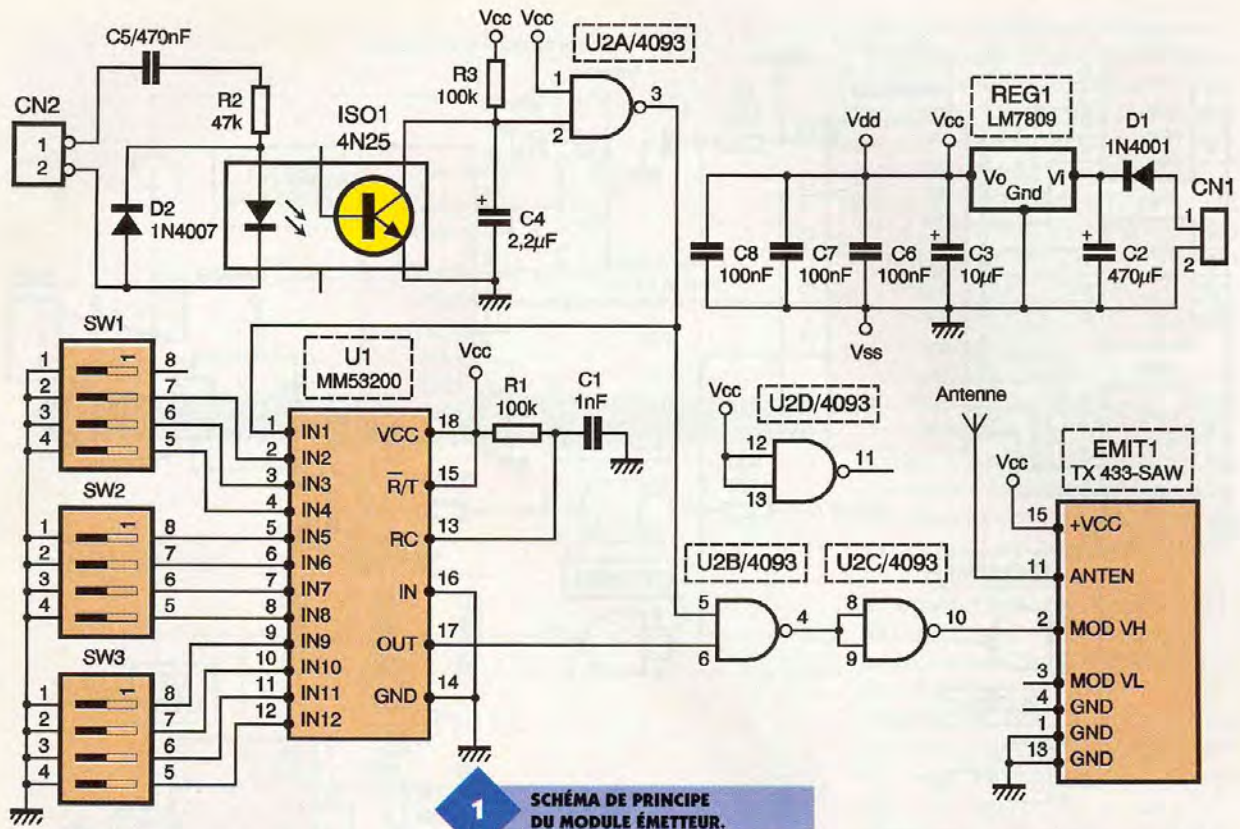 C5/470nF
CN2
1
2
R2
47k
D2
1N4007
ISO1
4N25
Vcc
Vcc
R3
100k
U2A/4093
1
2
3
+
C4
2,2µF
REG1
LM7809
Vdd
Vcc
Vo
Vi
Gnd
D1
1N4001
CN1
1
2
C8
100nF
C7
100nF
C6
100nF
+
C3
10µF
+
C2
470µF
Vss
SW1
1
2
3
4
1
8
7
6
5
SW2
1
2
3
4
1
8
7
6
5
SW3
1
2
3
4
1
8
7
6
5
U1
MM53200
1 IN1
2 IN2
3 IN3
4 IN4
5 IN5
6 IN6
7 IN7
8 IN8
9 IN9
10 IN10
11 IN11
12 IN12
VCC 18
R/T 15
RC 13
IN 16
OUT 17
GND 14
Vcc
R1
100k
C1
1nF
Vcc
U2D/4093
12
13
11
U2B/4093
5
6
4
U2C/4093
8
9
10
Antenne
Vcc
EMIT1
TX 433-SAW
15 +VCC
11 ANTEN
2 MOD VH
3 MOD VL
4 GND
1 GND
13 GND
1
SCHÉMA DE PRINCIPE
DU MODULE ÉMETTEUR.